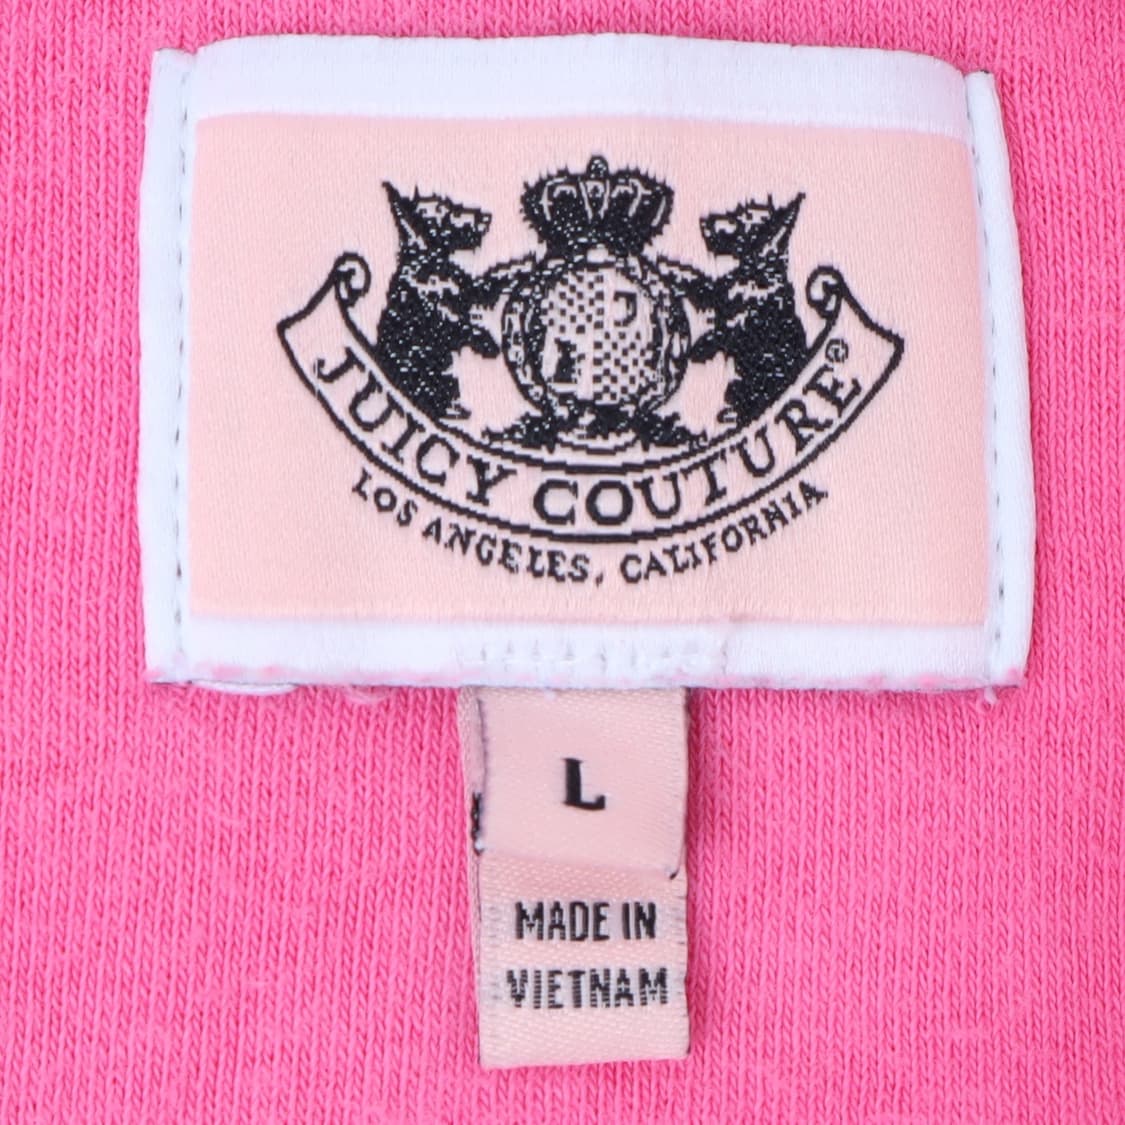 J
JUICY COUTURE®
LOS ANGELES, CALIFORNIA
L
MADE IN
VIETNAM